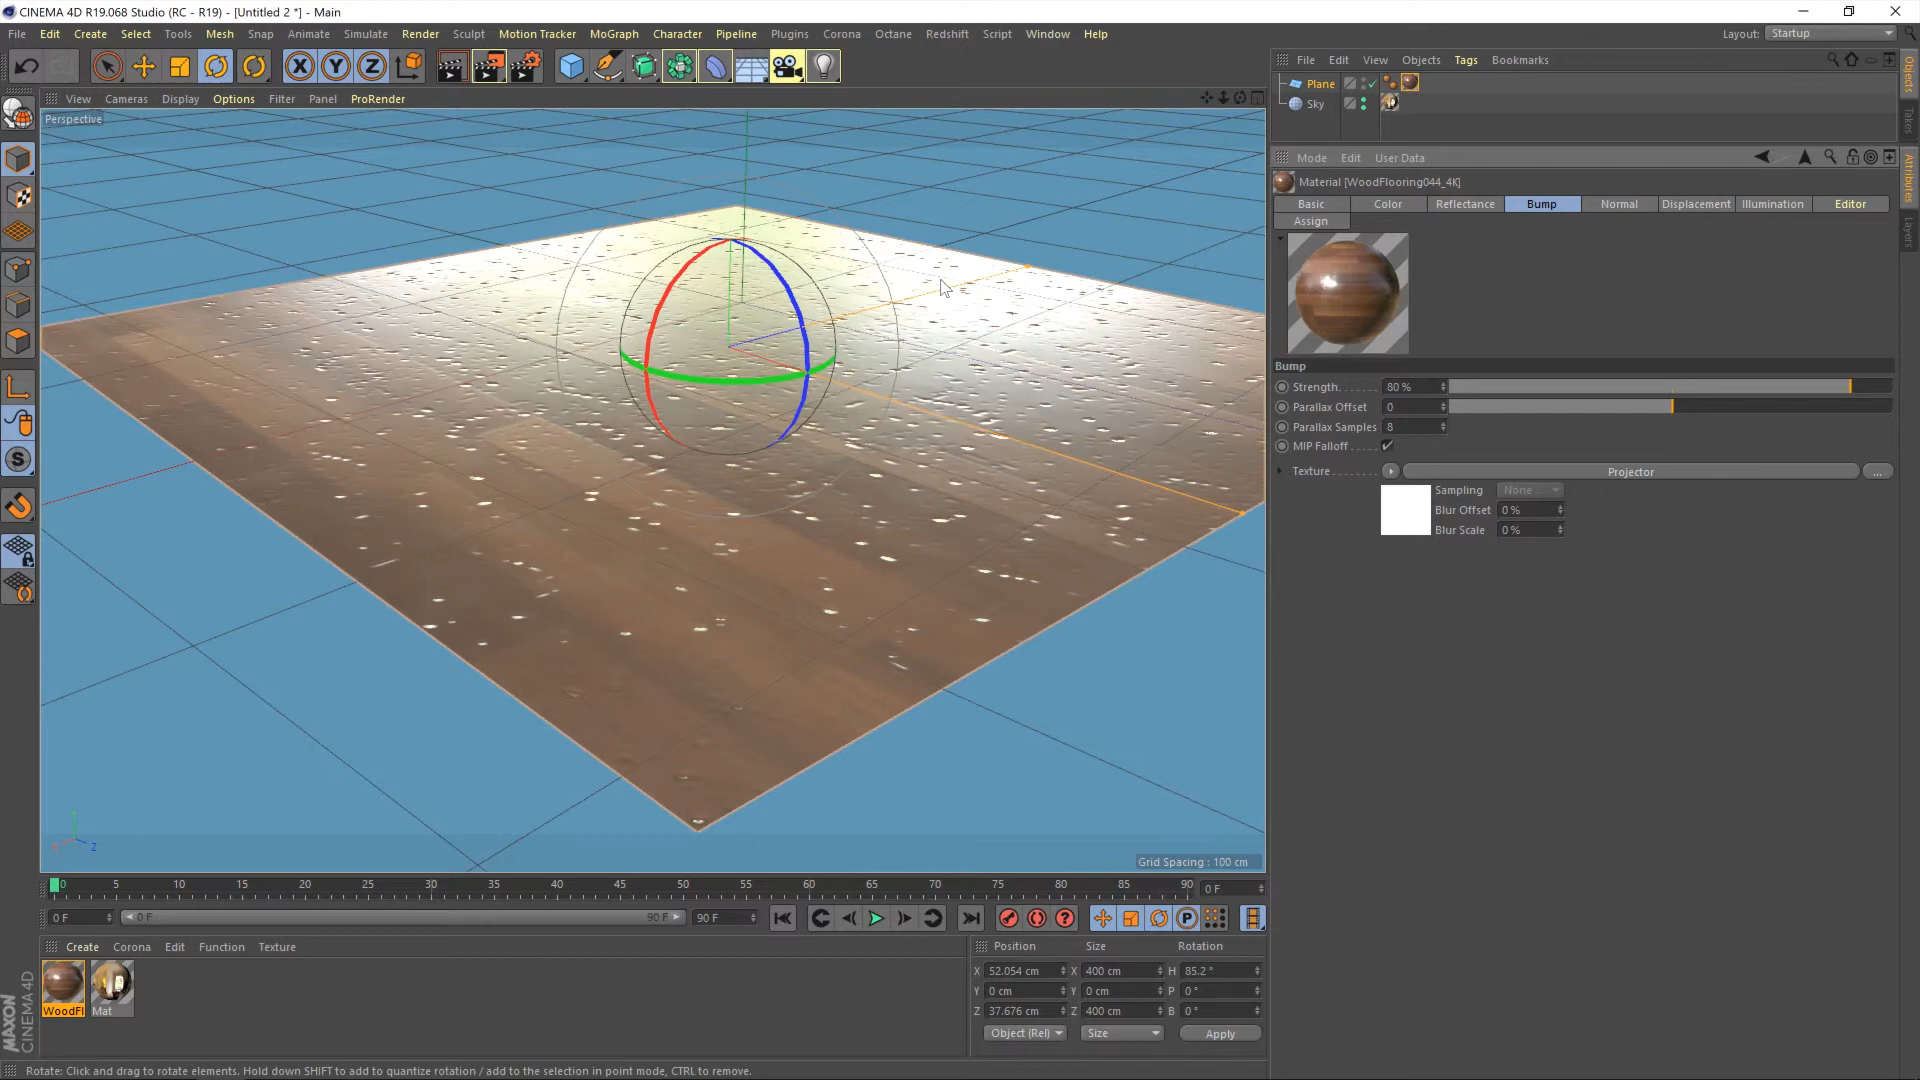 CINEMA 4D R19.068 Studio (RC - R19) - [Untitled 2 *] - Main
File Edit Create Select Tools Mesh Snap Animate Simulate Render Sculpt Motion Tracker MoGraph Character Pipeline Plugins Corona Octane Redshift Script Window Help
Layout: Startup
X Y Z
File Edit View Objects Tags Bookmarks
Plane
Sky
View Cameras Display Options Filter Panel ProRender
Perspective
Grid Spacing : 100 cm
Mode Edit User Data
Material [WoodFlooring044_4K]
Basic Color Reflectance Bump Normal Displacement Illumination Editor
Assign
Bump
Strength 80 %
Parallax Offset 0
Parallax Samples 8
MIP Falloff
Texture Projector ...
Sampling None
Blur Offset 0 %
Blur Scale 0 %
Objects
Takes
Attributes
Layers
S
Y
X
Z
0 5 10 15 20 25 30 35 40 45 50 55 60 65 70 75 80 85 90 0 F
0 F 0 F 90 F 90 F
? P
Create Corona Edit Function Texture
WoodFl Mat
Position Size Rotation
X 52.054 cm X 400 cm H 85.2 °
Y 0 cm Y 0 cm P 0 °
Z 37.676 cm Z 400 cm B 0 °
Object (Rel) Size Apply
MAXON
CINEMA 4D
Rotate: Click and drag to rotate elements. Hold down SHIFT to add to quantize rotation / add to the selection in point mode, CTRL to remove.